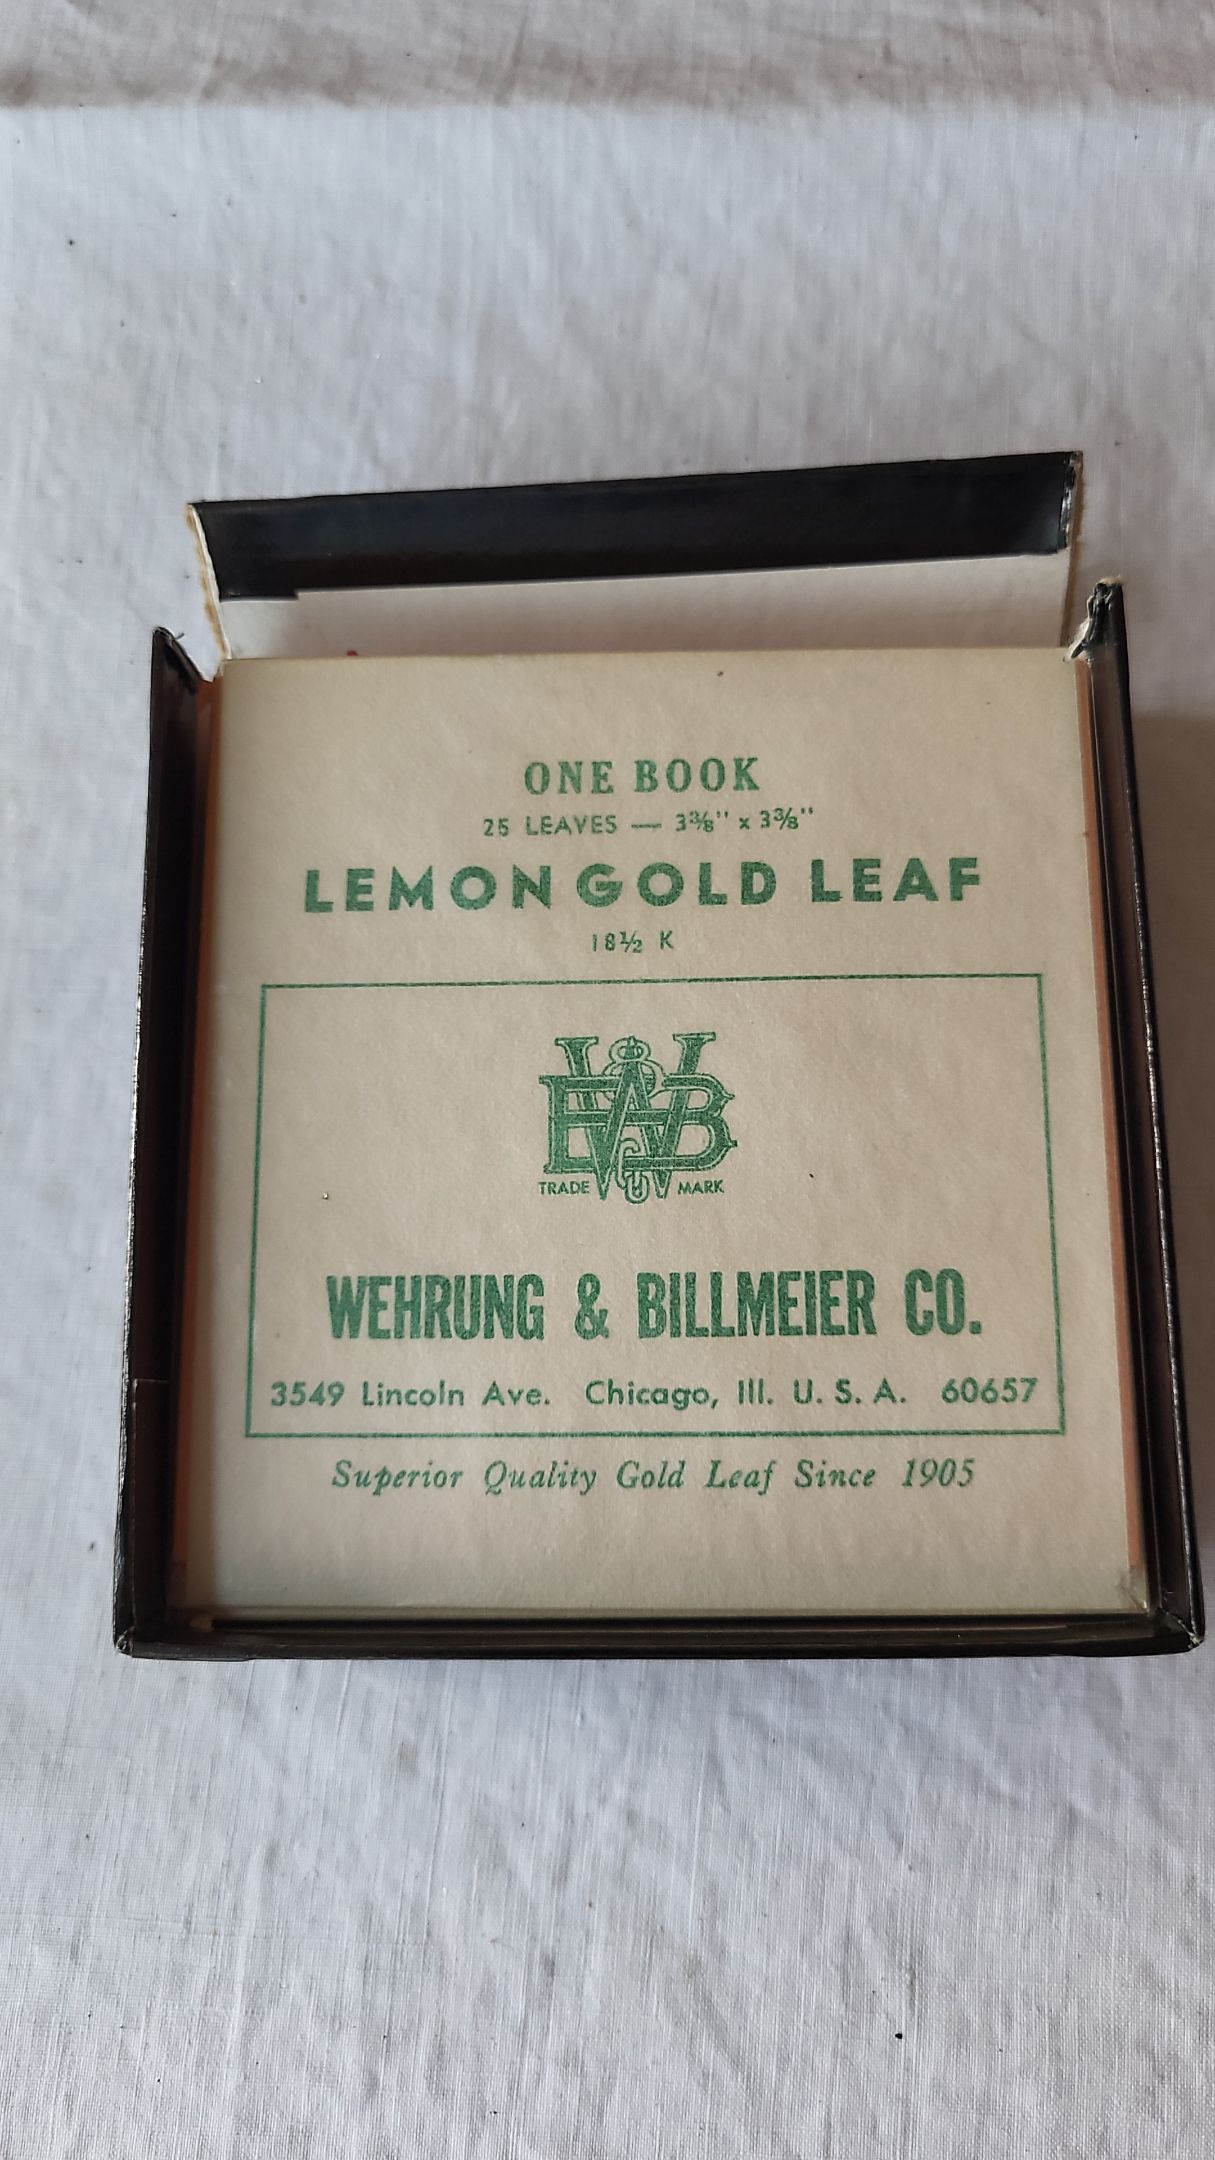 ONE BOOK
25 LEAVES — 3⅜" x 3⅜"
LEMON GOLD LEAF
18½ K
W & B CO
TRADE MARK
WEHRUNG & BILLMEIER CO.
3549 Lincoln Ave. Chicago, Ill. U. S. A. 60657
Superior Quality Gold Leaf Since 1905